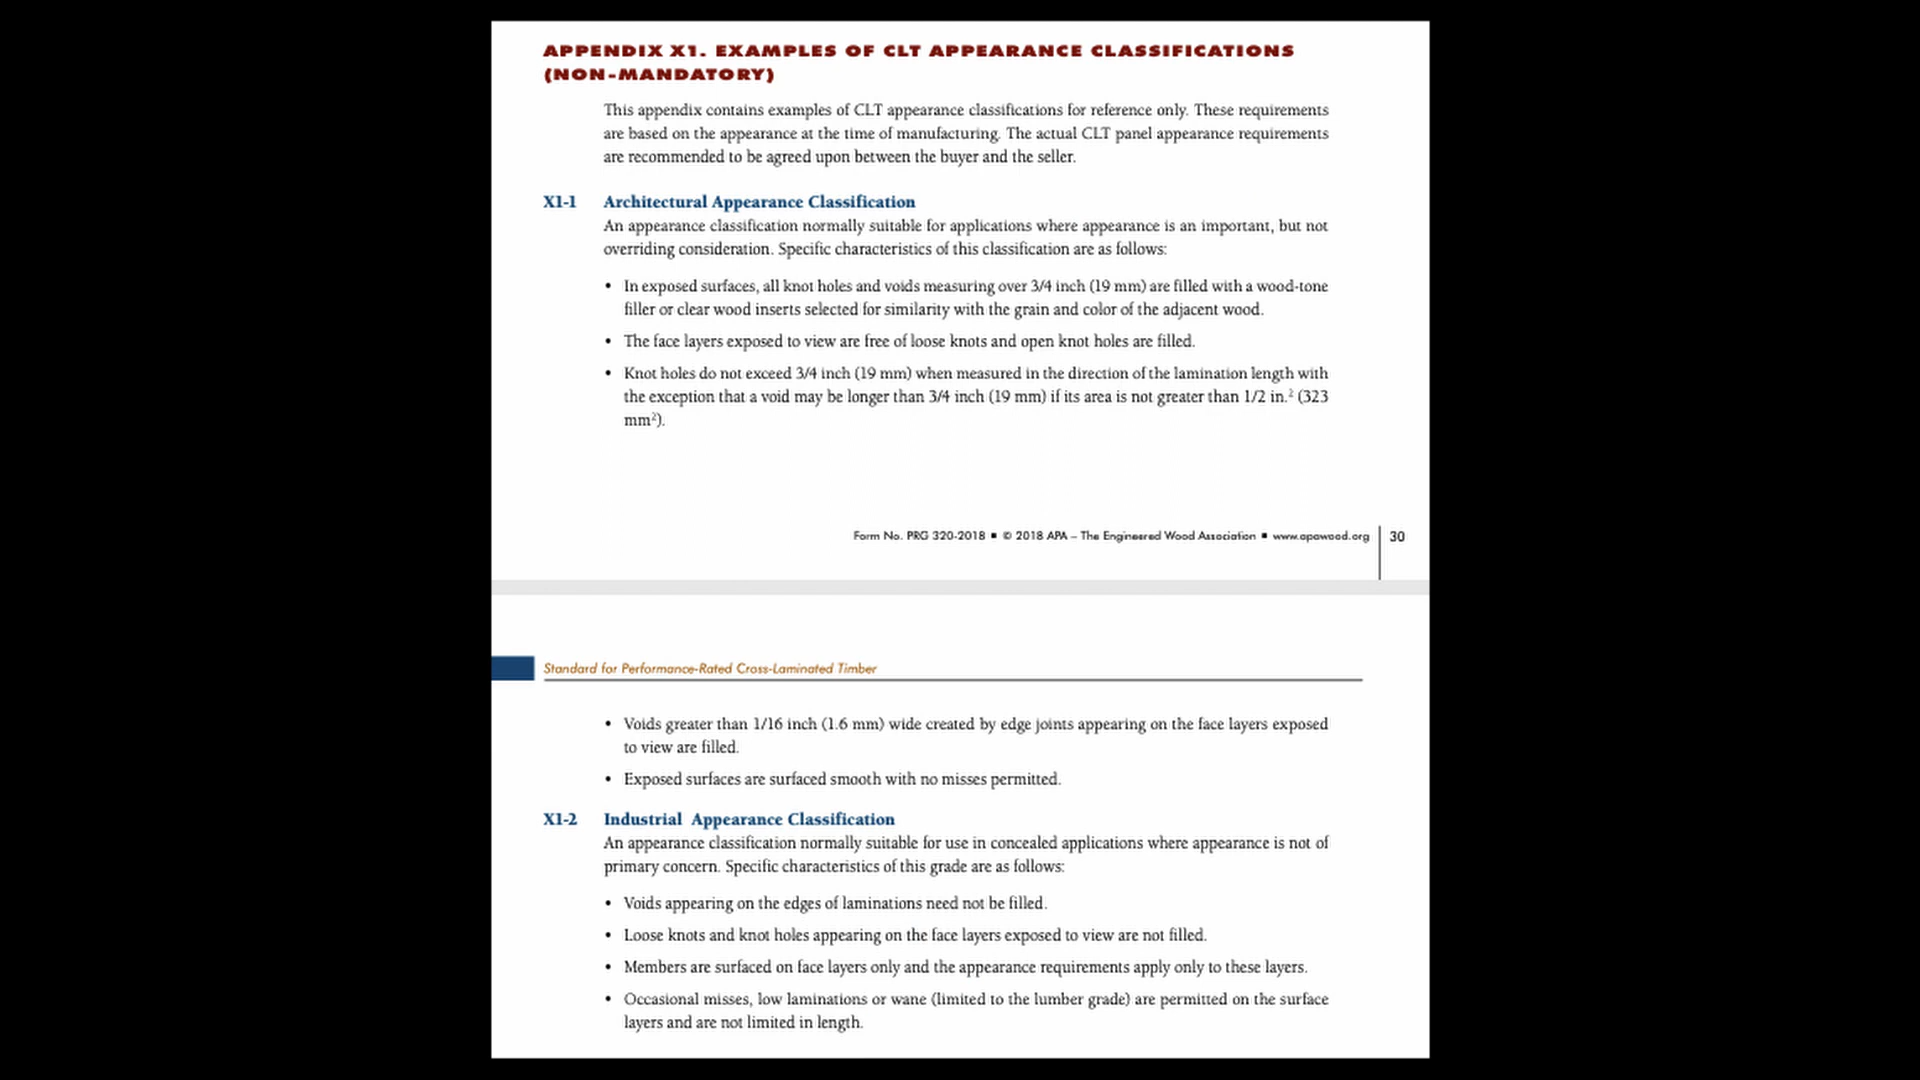 APPENDIX X1. EXAMPLES OF CLT APPEARANCE CLASSIFICATIONS
(NON-MANDATORY)
This appendix contains examples of CLT appearance classifications for reference only. These requirements
are based on the appearance at the time of manufacturing. The actual CLT panel appearance requirements
are recommended to be agreed upon between the buyer and the seller.
X1-1 Architectural Appearance Classification
An appearance classification normally suitable for applications where appearance is an important, but not
overriding consideration. Specific characteristics of this classification are as follows:
• In exposed surfaces, all knot holes and voids measuring over 3/4 inch (19 mm) are filled with a wood-tone
filler or clear wood inserts selected for similarity with the grain and color of the adjacent wood.
• The face layers exposed to view are free of loose knots and open knot holes are filled.
• Knot holes do not exceed 3/4 inch (19 mm) when measured in the direction of the lamination length with
the exception that a void may be longer than 3/4 inch (19 mm) if its area is not greater than 1/2 in.² (323
mm²).
Form No. PRG 320-2018 ■ © 2018 APA – The Engineered Wood Association ■ www.apawood.org 30
Standard for Performance-Rated Cross-Laminated Timber
• Voids greater than 1/16 inch (1.6 mm) wide created by edge joints appearing on the face layers exposed
to view are filled.
• Exposed surfaces are surfaced smooth with no misses permitted.
X1-2 Industrial Appearance Classification
An appearance classification normally suitable for use in concealed applications where appearance is not of
primary concern. Specific characteristics of this grade are as follows:
• Voids appearing on the edges of laminations need not be filled.
• Loose knots and knot holes appearing on the face layers exposed to view are not filled.
• Members are surfaced on face layers only and the appearance requirements apply only to these layers.
• Occasional misses, low laminations or wane (limited to the lumber grade) are permitted on the surface
layers and are not limited in length.